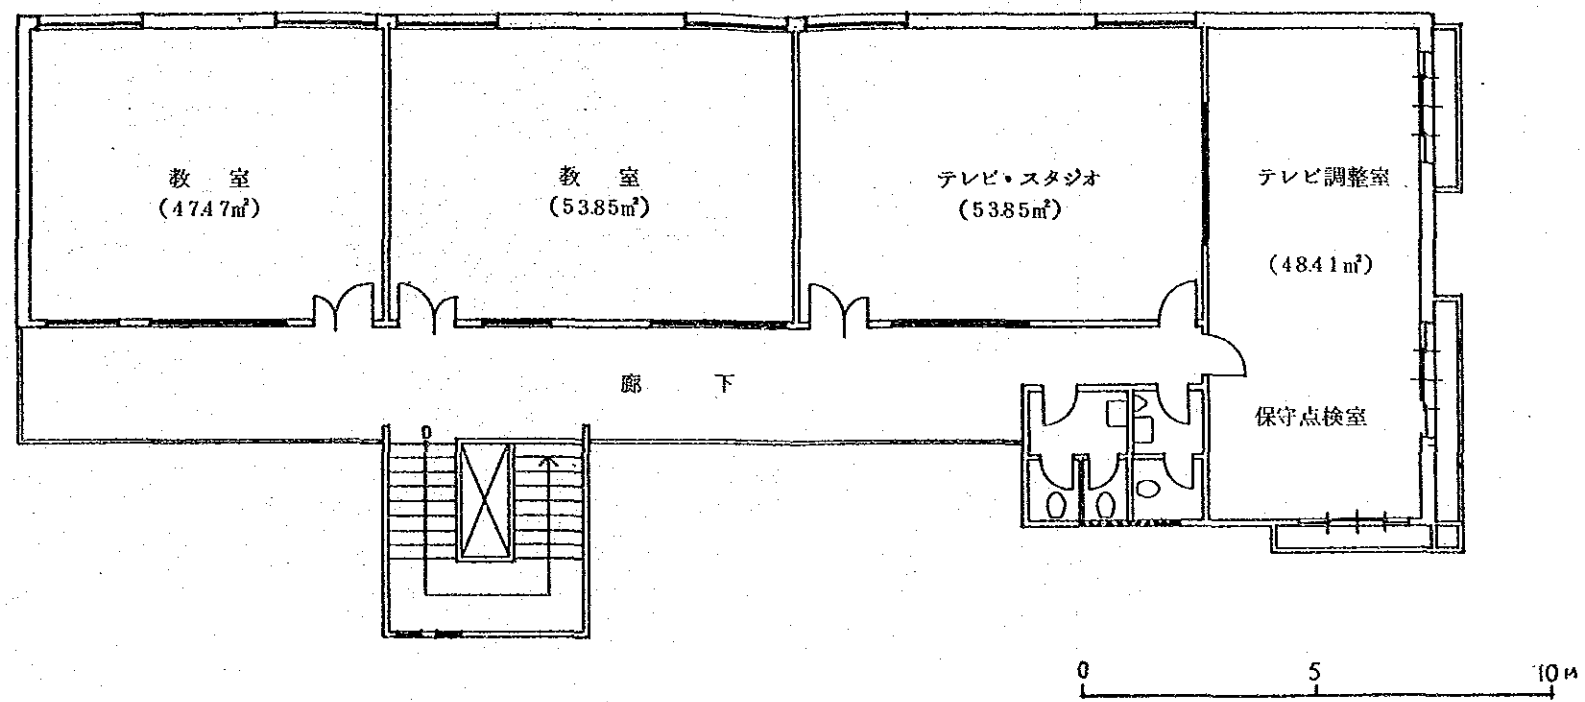 教 室
(47.47㎡)
教 室
(53.85㎡)
テレビ・スタジオ
(53.85㎡)
テレビ調整室
(48.41㎡)
廊 下
保守点検室
0
0 5 10M